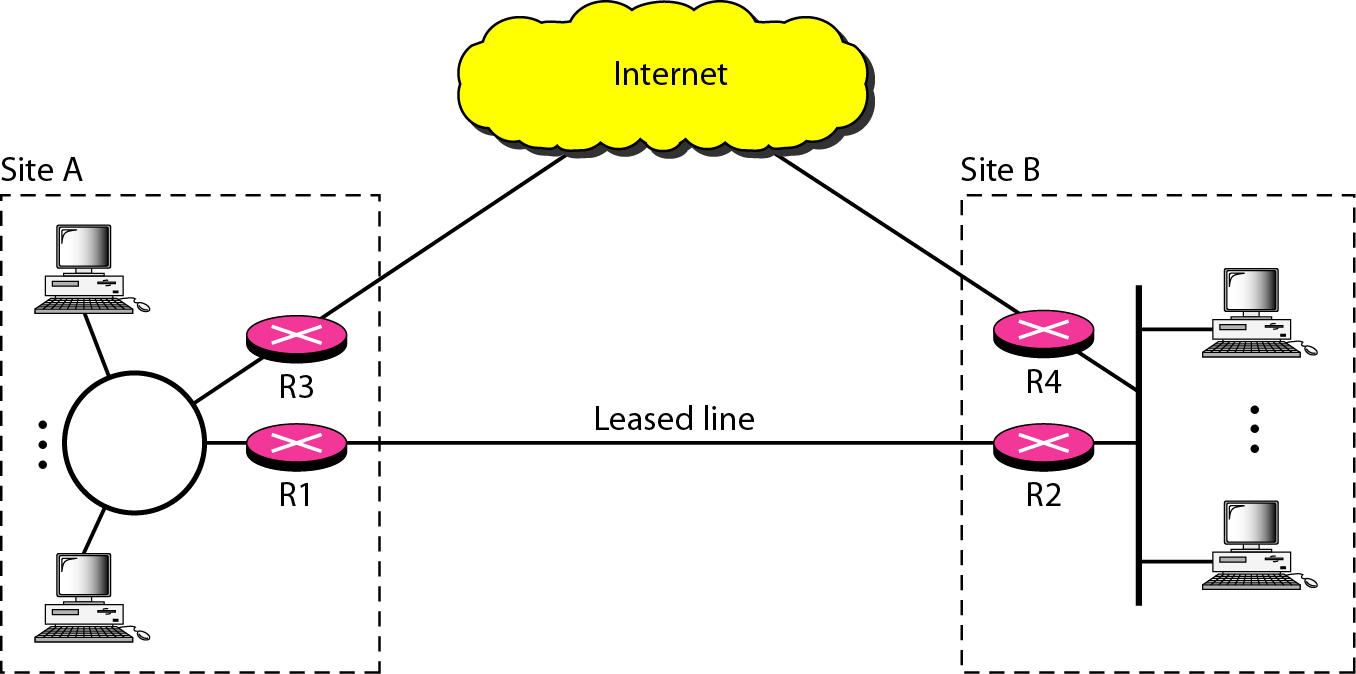 Internet
Site A
Site B
R3
R4
Leased line
R1
R2